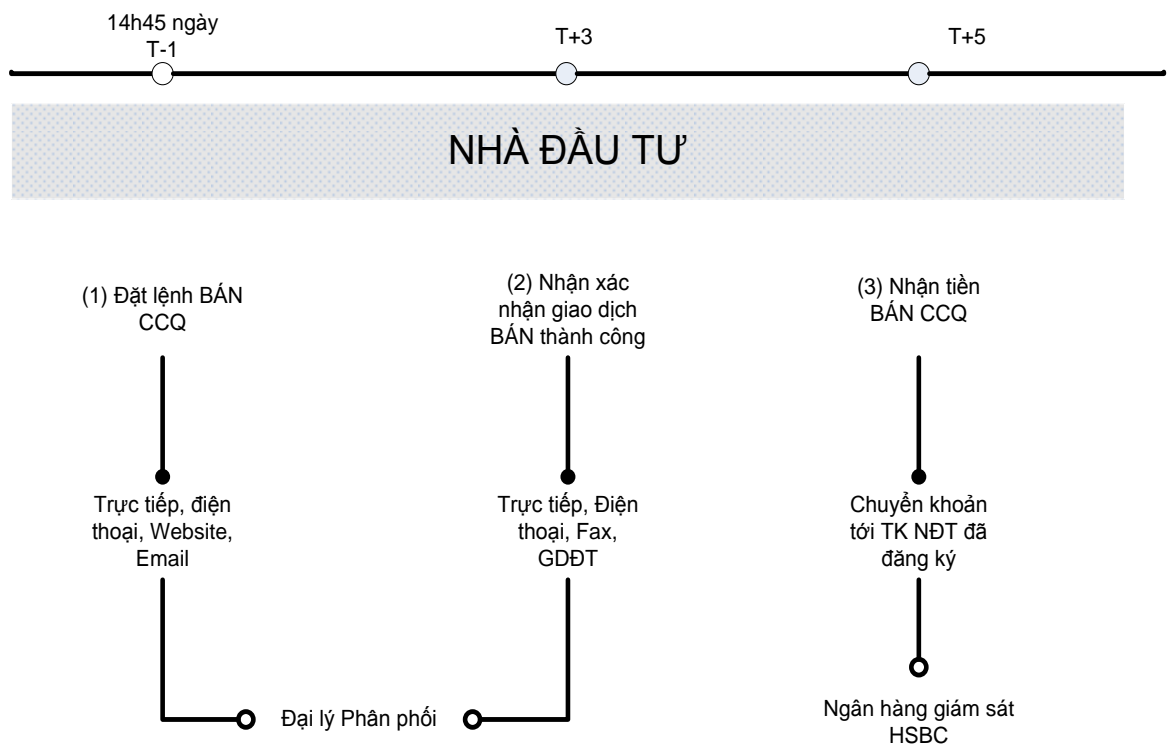 14h45 ngày
T-1
T+3
T+5
NHÀ ĐẦU TƯ
(1) Đặt lệnh BÁN
CCQ
(2) Nhận xác
nhận giao dịch
BÁN thành công
(3) Nhận tiền
BÁN CCQ
Trực tiếp, điện
thoại, Website,
Email
Trực tiếp, Điện
thoại, Fax,
GDĐT
Chuyển khoản
tới TK NĐT đã
đăng ký
Đại lý Phân phối
Ngân hàng giám sát
HSBC